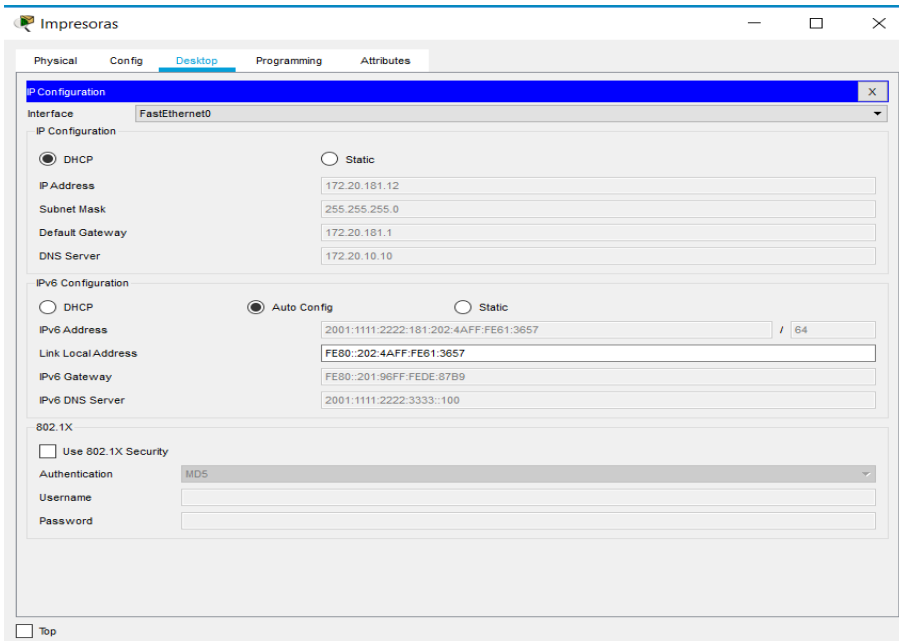 Impresoras
Physical Config Desktop Programming Attributes
IP Configuration X
Interface FastEthernet0
IP Configuration
DHCP Static
IP Address 172.20.181.12
Subnet Mask 255.255.255.0
Default Gateway 172.20.181.1
DNS Server 172.20.10.10
IPv6 Configuration
DHCP Auto Config Static
IPv6 Address 2001:1111:2222:181:202:4AFF:FE61:3657 / 64
Link Local Address FE80::202:4AFF:FE61:3657
IPv6 Gateway FE80::201:96FF:FEDE:87B9
IPv6 DNS Server 2001:1111:2222:3333::100
802.1X
Use 802.1X Security
Authentication MD5
Username
Password
Top